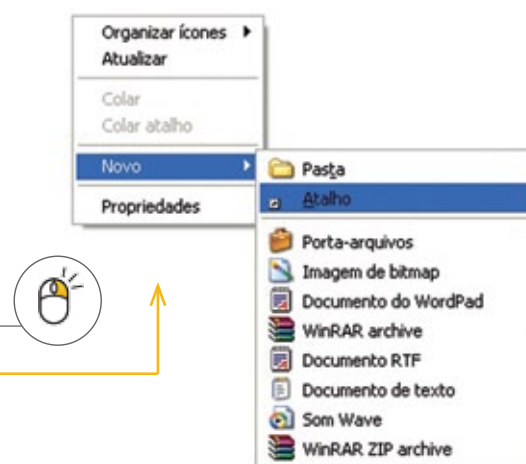 Organizar ícones
Atualizar
Colar
Colar atalho
Novo
Propriedades
Pasta
Atalho
Porta-arquivos
Imagem de bitmap
Documento do WordPad
WinRAR archive
Documento RTF
Documento de texto
Som Wave
WinRAR ZIP archive